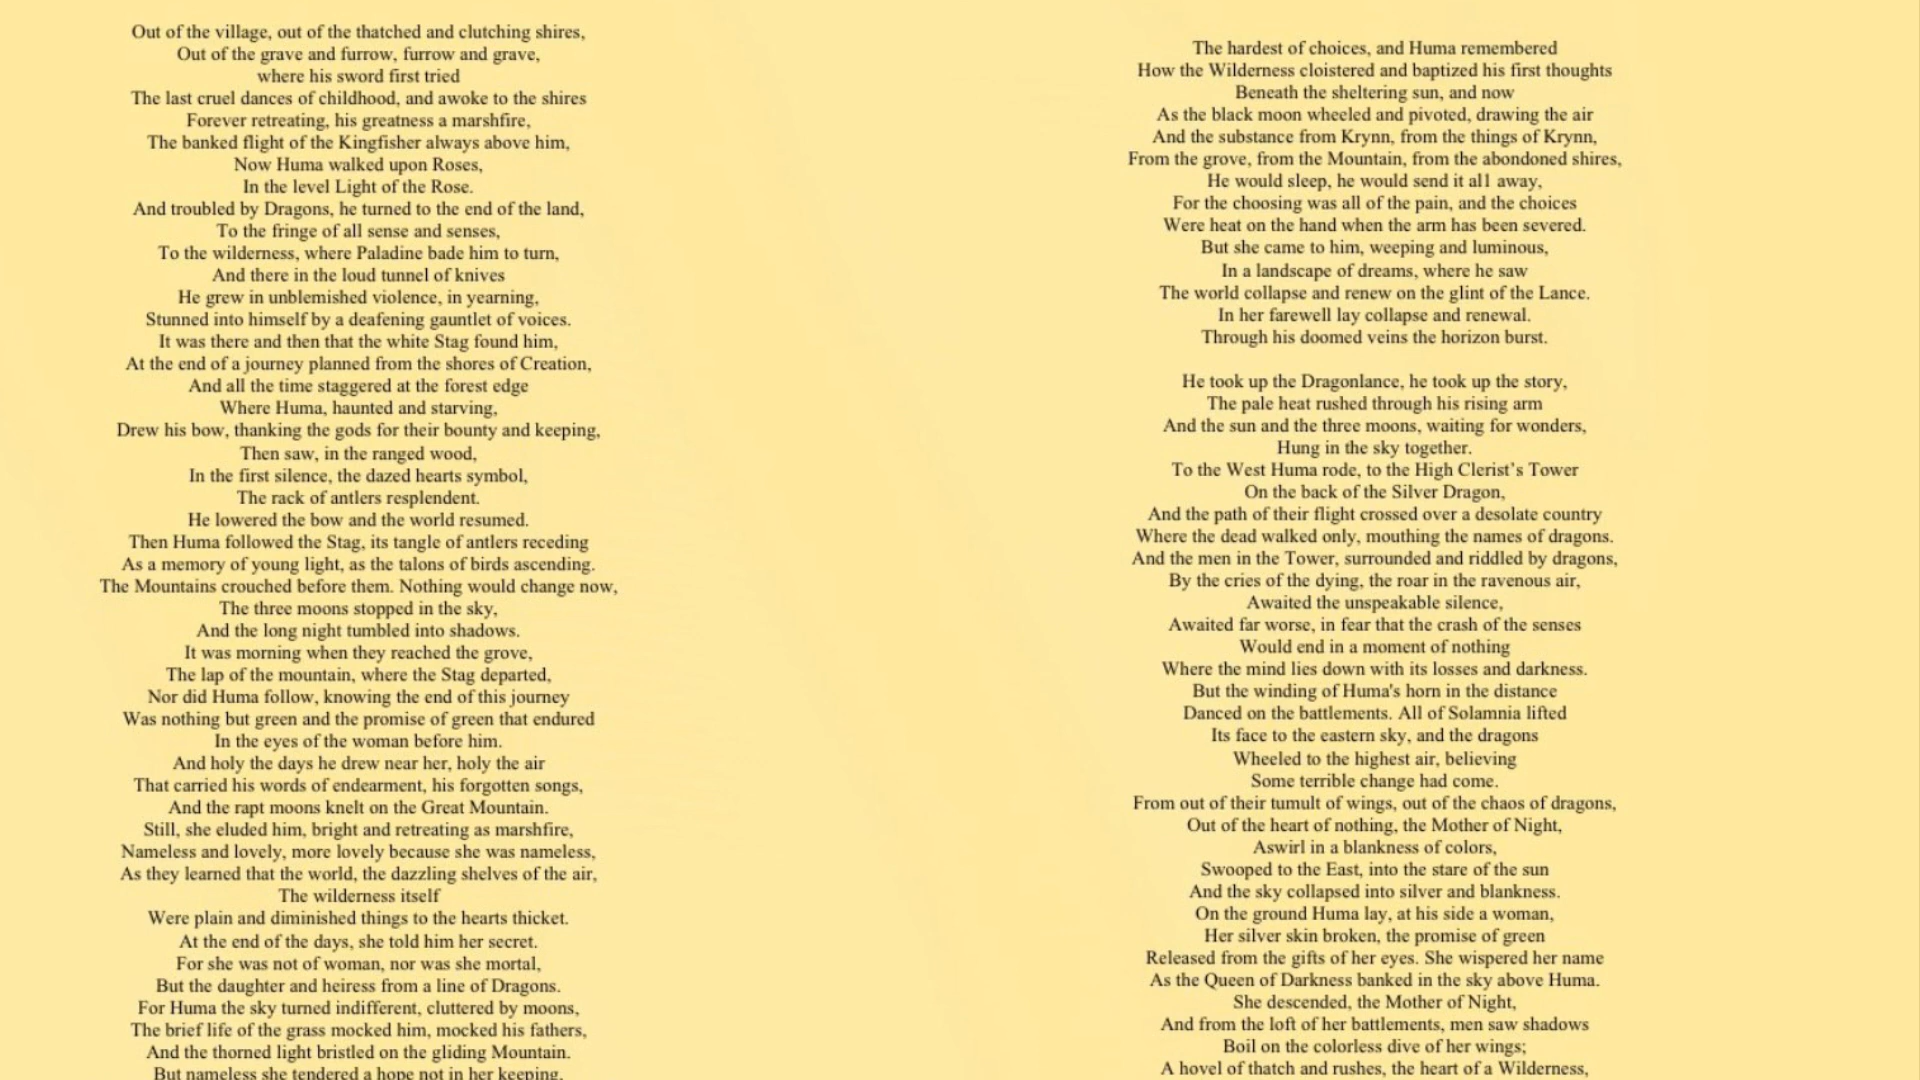 Out of the village, out of the thatched and clutching shires,
Out of the grave and furrow, furrow and grave,
where his sword first tried
The last cruel dances of childhood, and awoke to the shires
Forever retreating, his greatness a marshfire,
The banked flight of the Kingfisher always above him,
Now Huma walked upon Roses,
In the level Light of the Rose.
And troubled by Dragons, he turned to the end of the land,
To the fringe of all sense and senses,
To the wilderness, where Paladine bade him to turn,
And there in the loud tunnel of knives
He grew in unblemished violence, in yearning,
Stunned into himself by a deafening gauntlet of voices.
It was there and then that the white Stag found him,
At the end of a journey planned from the shores of Creation,
And all the time staggered at the forest edge
Where Huma, haunted and starving,
Drew his bow, thanking the gods for their bounty and keeping,
Then saw, in the ranged wood,
In the first silence, the dazed hearts symbol,
The rack of antlers resplendent.
He lowered the bow and the world resumed.
Then Huma followed the Stag, its tangle of antlers receding
As a memory of young light, as the talons of birds ascending.
The Mountains crouched before them. Nothing would change now,
The three moons stopped in the sky,
And the long night tumbled into shadows.
It was morning when they reached the grove,
The lap of the mountain, where the Stag departed,
Nor did Huma follow, knowing the end of this journey
Was nothing but green and the promise of green that endured
In the eyes of the woman before him.
And holy the days he drew near her, holy the air
That carried his words of endearment, his forgotten songs,
And the rapt moons knelt on the Great Mountain.
Still, she eluded him, bright and retreating as marshfire,
Nameless and lovely, more lovely because she was nameless,
As they learned that the world, the dazzling shelves of the air,
The wilderness itself
Were plain and diminished things to the hearts thicket.
At the end of the days, she told him her secret.
For she was not of woman, nor was she mortal,
But the daughter and heiress from a line of Dragons.
For Huma the sky turned indifferent, cluttered by moons,
The brief life of the grass mocked him, mocked his fathers,
And the thorned light bristled on the gliding Mountain.
But nameless she tendered a hope not in her keeping,
The hardest of choices, and Huma remembered
How the Wilderness cloistered and baptized his first thoughts
Beneath the sheltering sun, and now
As the black moon wheeled and pivoted, drawing the air
And the substance from Krynn, from the things of Krynn,
From the grove, from the Mountain, from the abondoned shires,
He would sleep, he would send it al1 away,
For the choosing was all of the pain, and the choices
Were heat on the hand when the arm has been severed.
But she came to him, weeping and luminous,
In a landscape of dreams, where he saw
The world collapse and renew on the glint of the Lance.
In her farewell lay collapse and renewal.
Through his doomed veins the horizon burst.
He took up the Dragonlance, he took up the story,
The pale heat rushed through his rising arm
And the sun and the three moons, waiting for wonders,
Hung in the sky together.
To the West Huma rode, to the High Clerist’s Tower
On the back of the Silver Dragon,
And the path of their flight crossed over a desolate country
Where the dead walked only, mouthing the names of dragons.
And the men in the Tower, surrounded and riddled by dragons,
By the cries of the dying, the roar in the ravenous air,
Awaited the unspeakable silence,
Awaited far worse, in fear that the crash of the senses
Would end in a moment of nothing
Where the mind lies down with its losses and darkness.
But the winding of Huma's horn in the distance
Danced on the battlements. All of Solamnia lifted
Its face to the eastern sky, and the dragons
Wheeled to the highest air, believing
Some terrible change had come.
From out of their tumult of wings, out of the chaos of dragons,
Out of the heart of nothing, the Mother of Night,
Aswirl in a blankness of colors,
Swooped to the East, into the stare of the sun
And the sky collapsed into silver and blankness.
On the ground Huma lay, at his side a woman,
Her silver skin broken, the promise of green
Released from the gifts of her eyes. She wispered her name
As the Queen of Darkness banked in the sky above Huma.
She descended, the Mother of Night,
And from the loft of her battlements, men saw shadows
Boil on the colorless dive of her wings;
A hovel of thatch and rushes, the heart of a Wilderness,